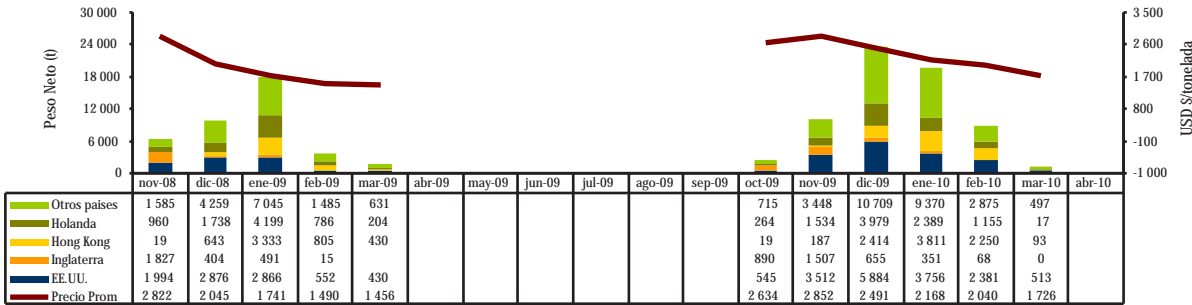 30 000
24 000
18 000
12 000
6 000
0
Peso Neto (t)
3 500
2 600
1 700
800
-100
-1 000
USD $/tonelada
nov-08 dic-08 ene-09 feb-09 mar-09 abr-09 may-09 jun-09 jul-09 ago-09 sep-09 oct-09 nov-09 dic-09 ene-10 feb-10 mar-10 abr-10
Otros paises 1 585 4 259 7 045 1 485 631 715 3 448 10 709 9 370 2 875 497
Holanda 960 1 738 4 199 786 204 264 1 534 3 979 2 389 1 155 17
Hong Kong 19 643 3 333 805 430 19 187 2 414 3 811 2 250 93
Inglaterra 1 827 404 491 15 890 1 507 655 351 68 0
EE.UU. 1 994 2 876 2 866 552 430 545 3 512 5 884 3 756 2 381 513
Precio Prom 2 822 2 045 1 741 1 490 1 456 2 634 2 852 2 491 2 168 2 040 1 726